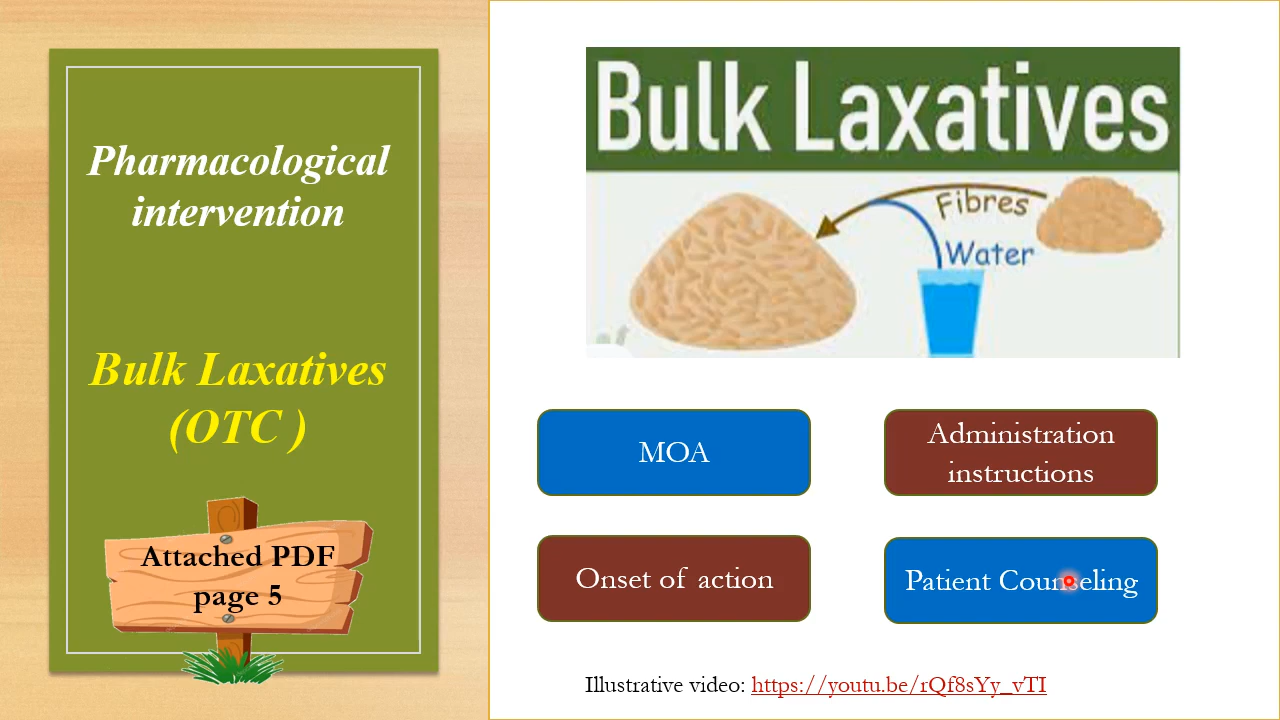 Pharmacological
intervention
Bulk Laxatives
(OTC )
Attached PDF
page 5
Bulk Laxatives
Fibres
Water
MOA
Administration
instructions
Onset of action
Patient Counseling
Illustrative video: https://youtu.be/rQf8sYy_vTI